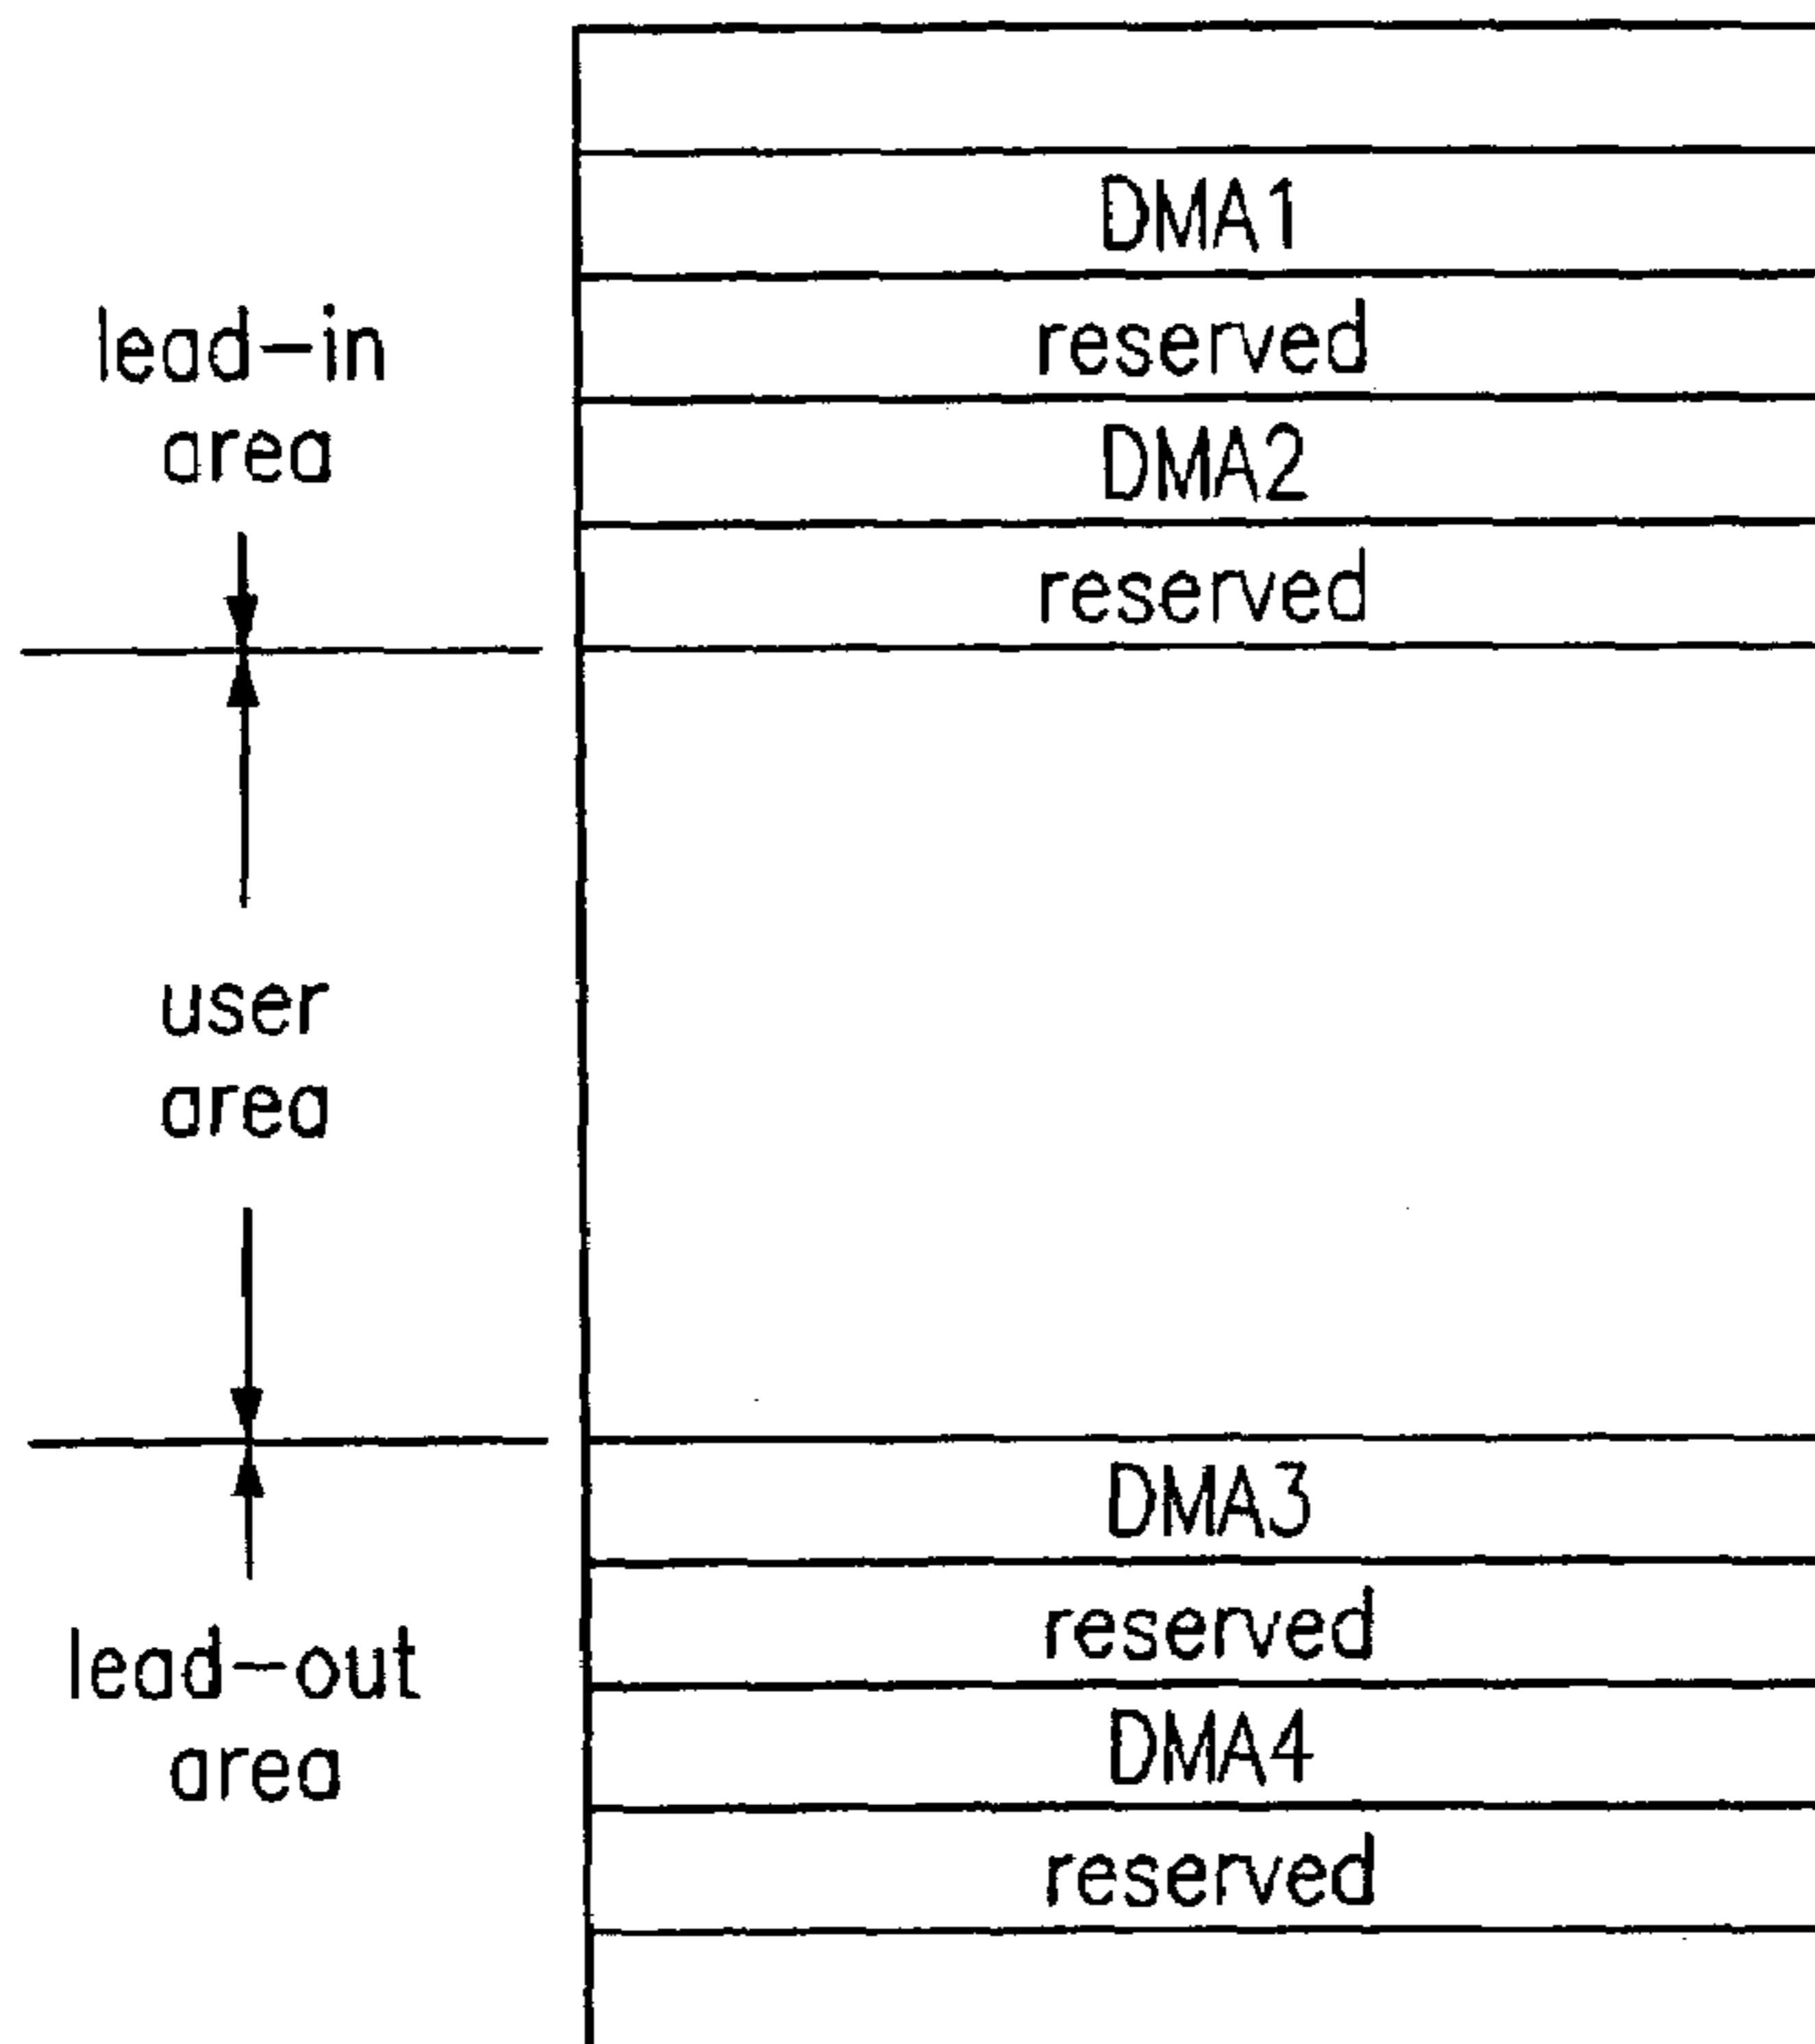 DMA1
lead-in
area
reserved
DMA2
reserved
user
area
DMA3
reserved
lead-out
area
DMA4
reserved